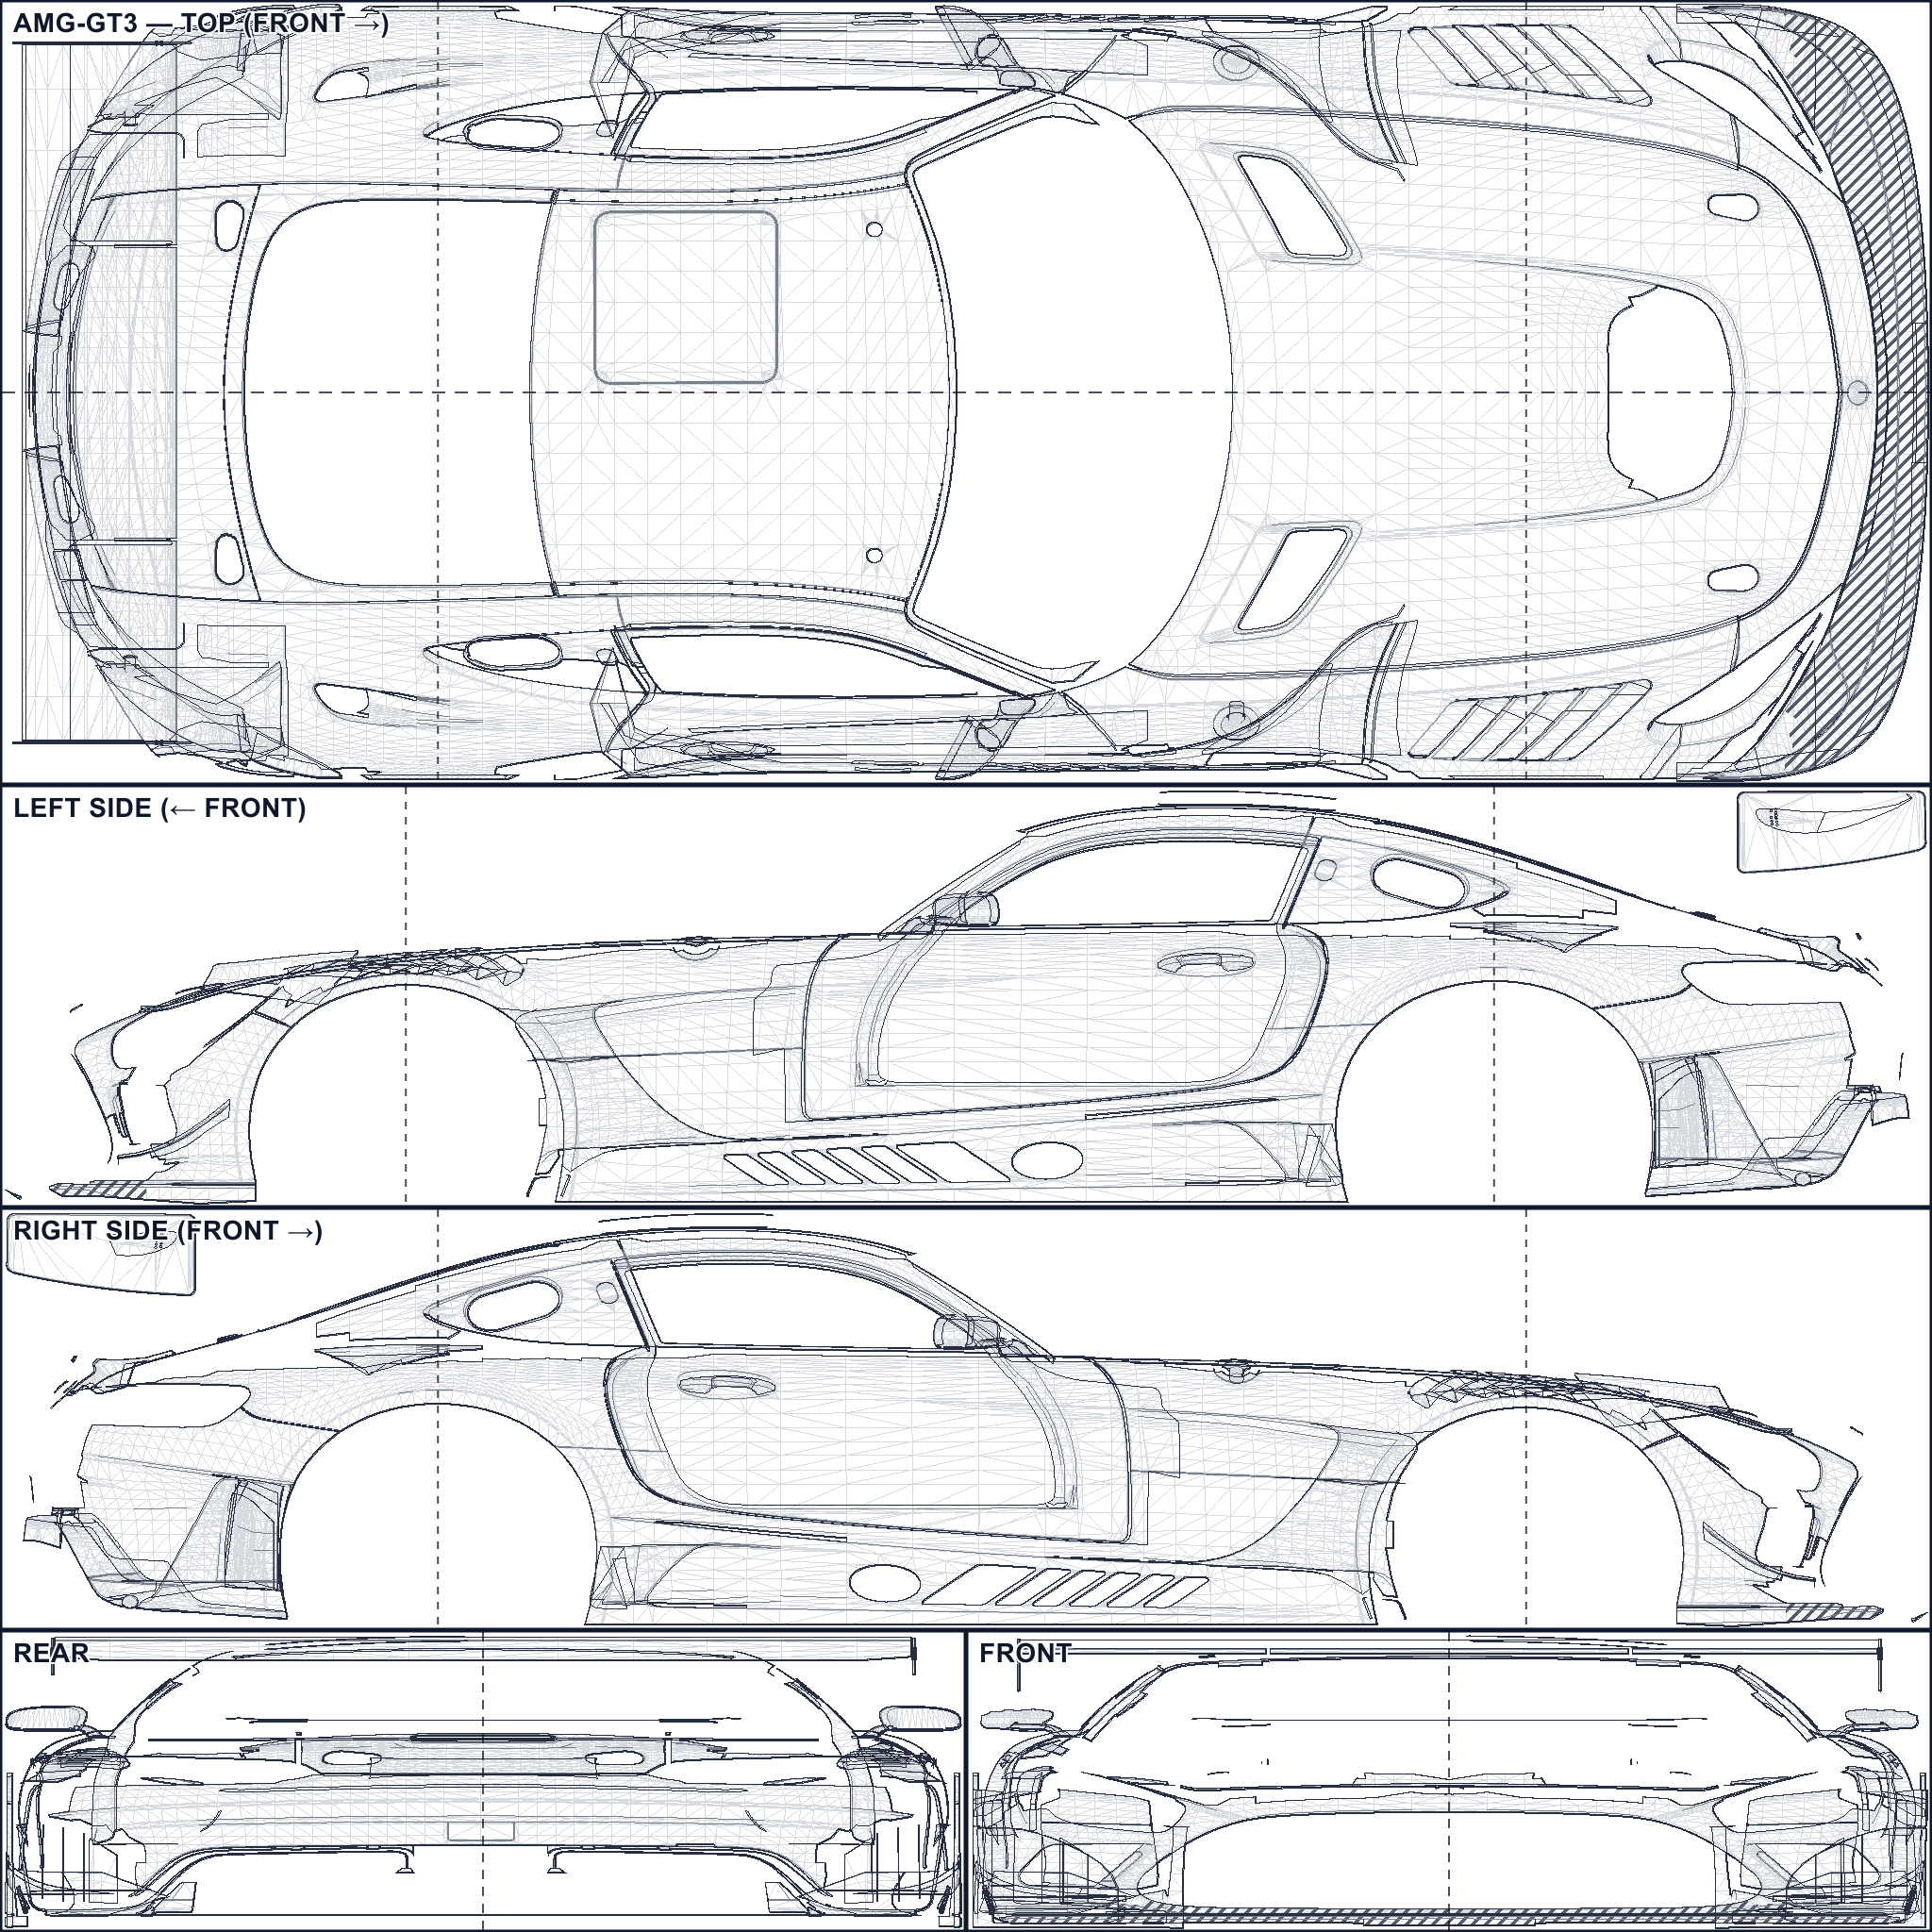 AMG-GT3 — TOP (FRONT →)
LEFT SIDE (← FRONT)
RIGHT SIDE (FRONT →)
REAR
FRONT